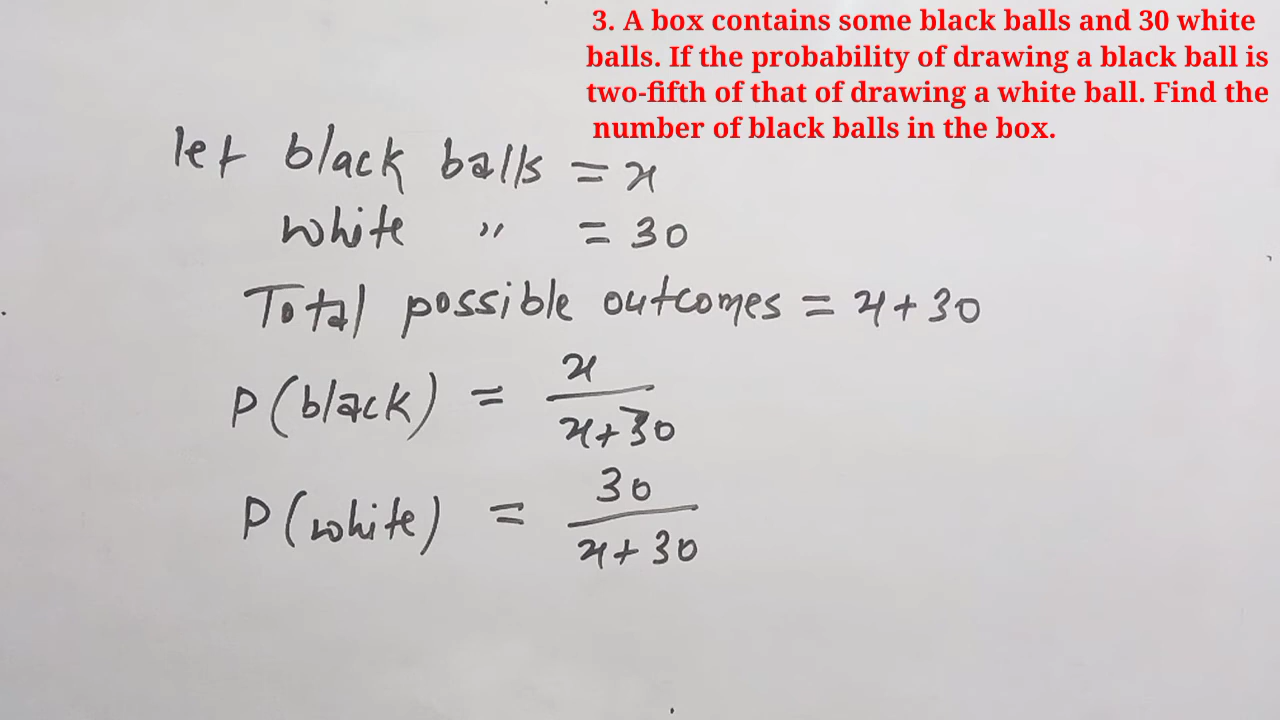 3. A box contains some black balls and 30 white
balls. If the probability of drawing a black ball is
two-fifth of that of drawing a white ball. Find the
number of black balls in the box.
let black balls = x
white " = 30
Total possible outcomes = x + 30
P(black) = x / x+30
P(white) = 30 / x+30